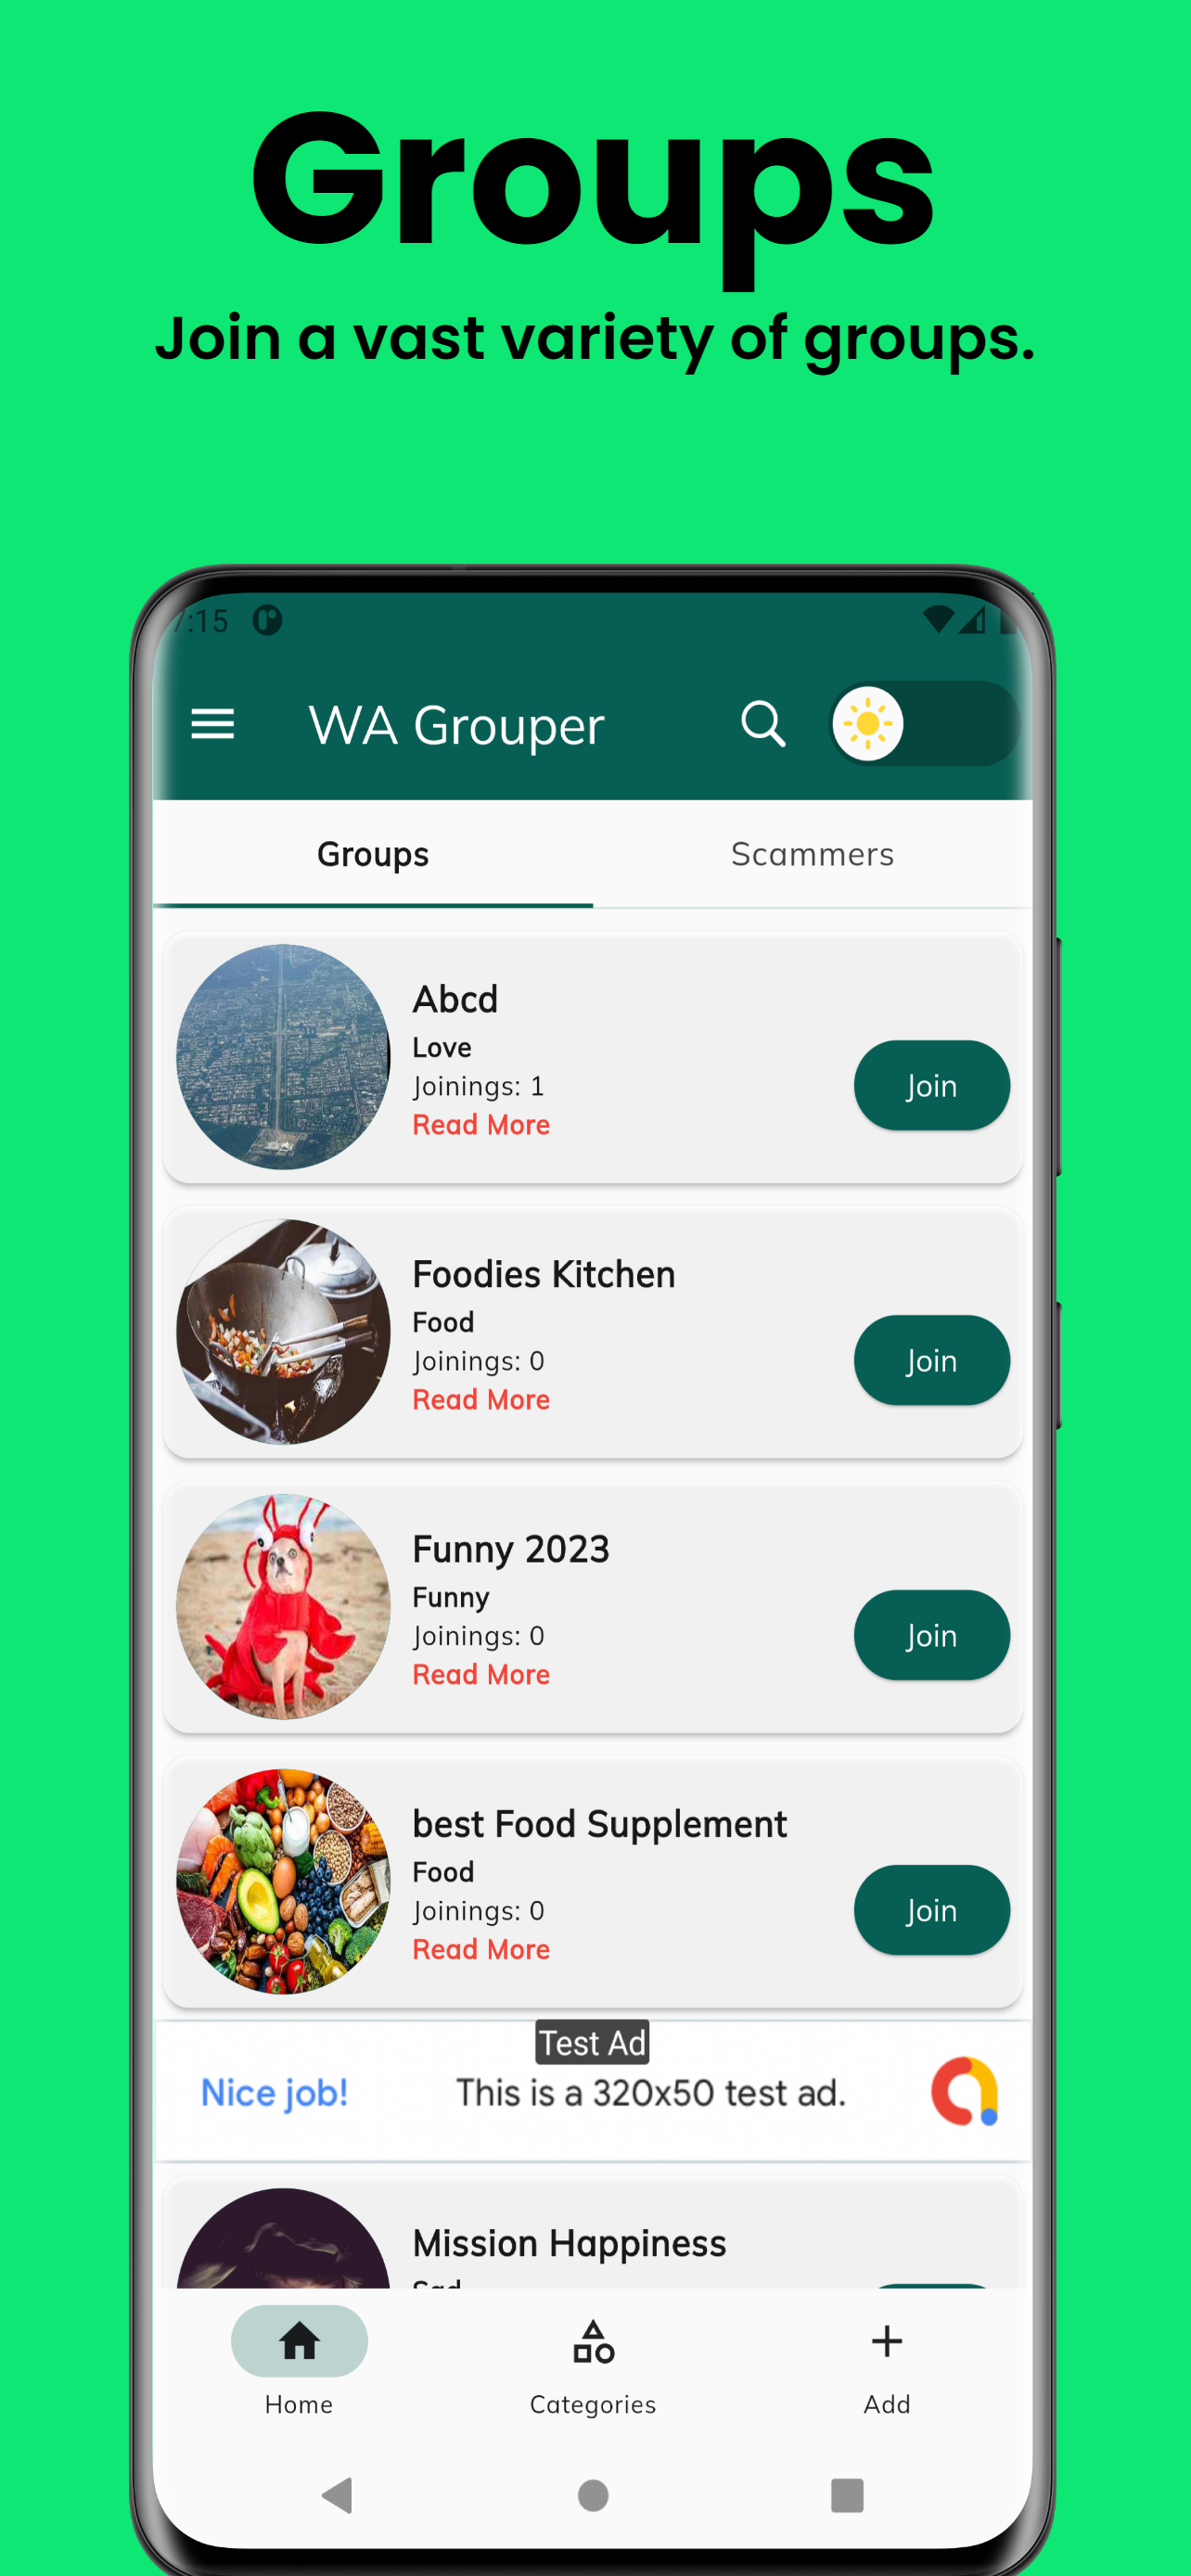 Groups
Join a vast variety of groups.
7:15
WA Grouper
Groups
Scammers
Abcd
Love
Joinings: 1
Read More
Join
Foodies Kitchen
Food
Joinings: 0
Read More
Join
Funny 2023
Funny
Joinings: 0
Read More
Join
best Food Supplement
Food
Joinings: 0
Read More
Join
Test Ad
Nice job!
This is a 320x50 test ad.
Mission Happiness
Sad
Home
Categories
Add